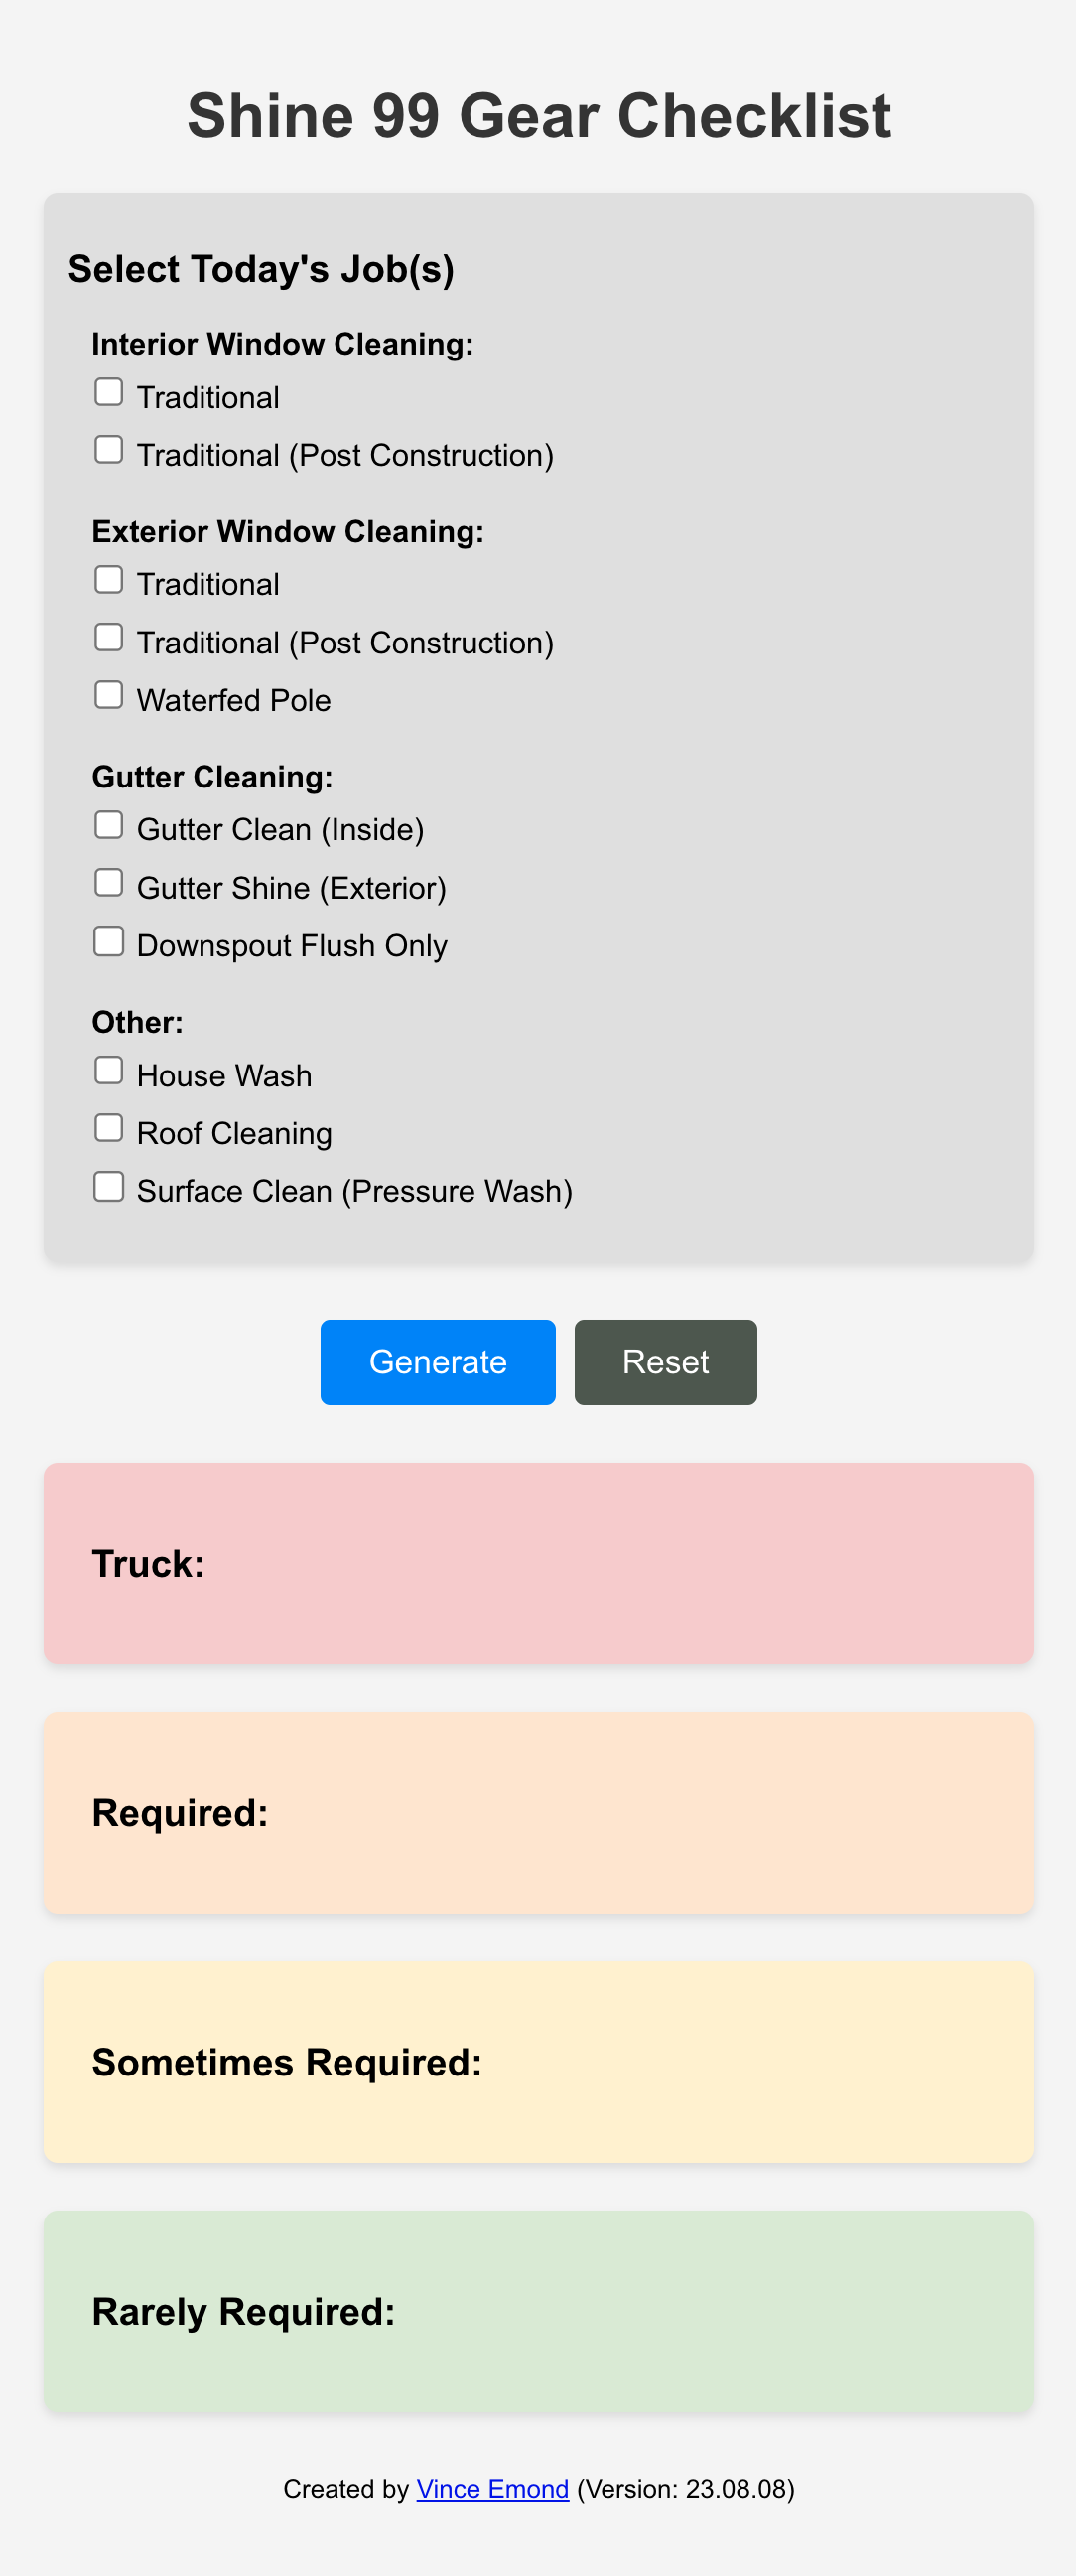 Shine 99 Gear Checklist
Select Today's Job(s)
Interior Window Cleaning:
Traditional
Traditional (Post Construction)
Exterior Window Cleaning:
Traditional
Traditional (Post Construction)
Waterfed Pole
Gutter Cleaning:
Gutter Clean (Inside)
Gutter Shine (Exterior)
Downspout Flush Only
Other:
House Wash
Roof Cleaning
Surface Clean (Pressure Wash)
Generate Reset
Truck:
Required:
Sometimes Required:
Rarely Required:
Created by Vince Emond (Version: 23.08.08)